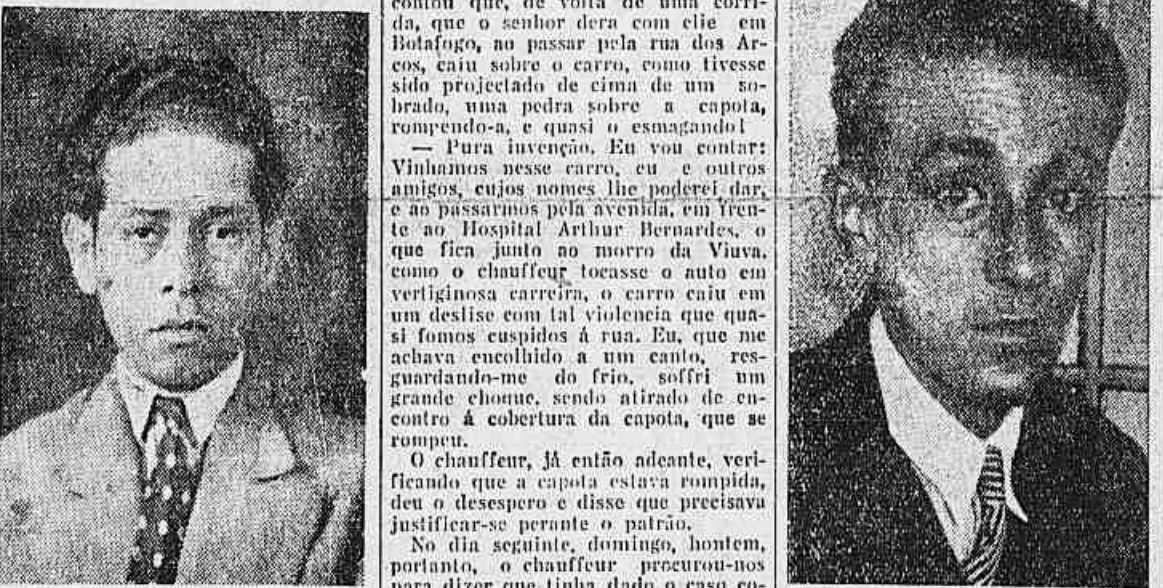 contou que, de volta de uma corri-
da, que o senhor dera com elle em
Botafogo, ao passar pela rua dos Ar-
cos, caiu sobre o carro, como tivesse
sido projectado de cima de um so-
brado, uma pedra sobre a capota,
rompendo-a, e quasi o esmagando!
— Pura invenção. Eu vou contar:
Vinhamos nesse carro, eu e outros
amigos, cujos nomes lhe poderei dar,
e ao passarmos pela avenida, em fren-
te ao Hospital Arthur Bernardes, o
que fica junto ao morro da Viuva,
como o chauffeur tocasse o auto em
vertiginosa carreira, o carro caiu em
um deslise com tal violencia que qua-
si fomos cuspidos á rua. Eu, que me
achava encolhido a um canto, res-
guardando-me do frio, soffri um
grande choque, sendo atirado de en-
contro á cobertura da capota, que se
rompeu.
O chauffeur, já então adeante, veri-
ficando que a capota estava rompida,
deu o desespero e disse que precisava
justificar-se perante o patrão.
No dia seguinte, domingo, hontem,
portanto, o chauffeur procurou-nos
para dizer que tinha dado o caso co-